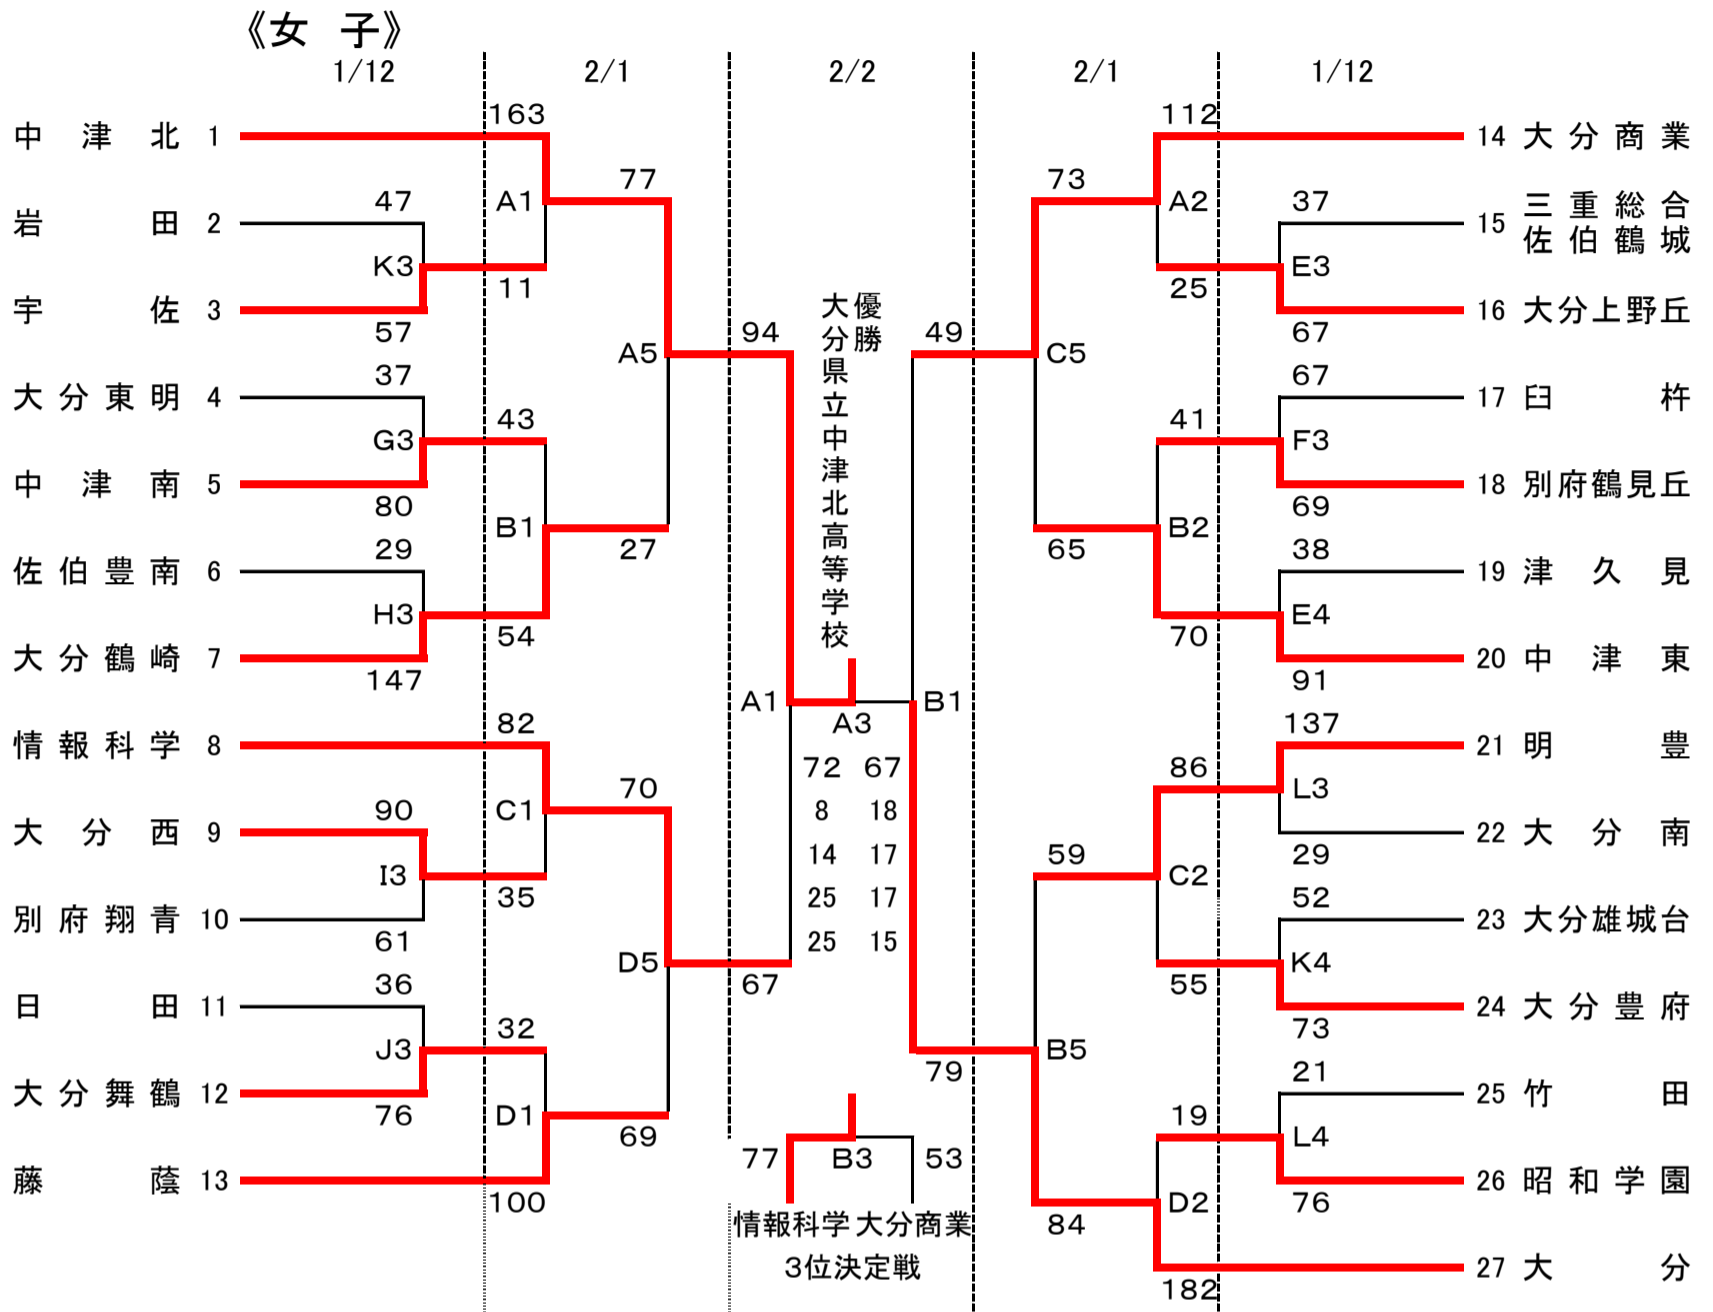 《女 子》
1/12 2/1 2/2 2/1 1/12
163 112
中津北 1 14 大分商業
77 73
47 A1 A2 37
岩田 2 15 三重総合
佐伯鶴城
K3 11 25 E3
宇佐 3 16 大分上野丘
57 67
優勝
大分県立中津北高等学校
94 49
A5 C5
37 67
大分東明 4 17 臼杵
43 41
G3 F3
中津南 5 18 別府鶴見丘
80 69
B1 B2
29 27 65 38
佐伯豊南 6 19 津久見
H3 E4
54 70
大分鶴崎 7 20 中津東
147 91
A1 B1
A3
82 137
情報科学 8 21 明豊
72 67
70 86
90 C1 8 18 L3
大分西 9 22 大分南
14 17 59 29
I3 C2
35 25 17 52
別府翔青 10 23 大分雄城台
61 25 15
D5 K4
36 67 55
日田 11 24 大分豊府
32 73
J3 B5
79 21
大分舞鶴 12 25 竹田
76 D1 19
69 L4
77 B3 53
藤蔭 13 26 昭和学園
100 D2 76
情報科学 大分商業 84
3位決定戦 27 大分
182